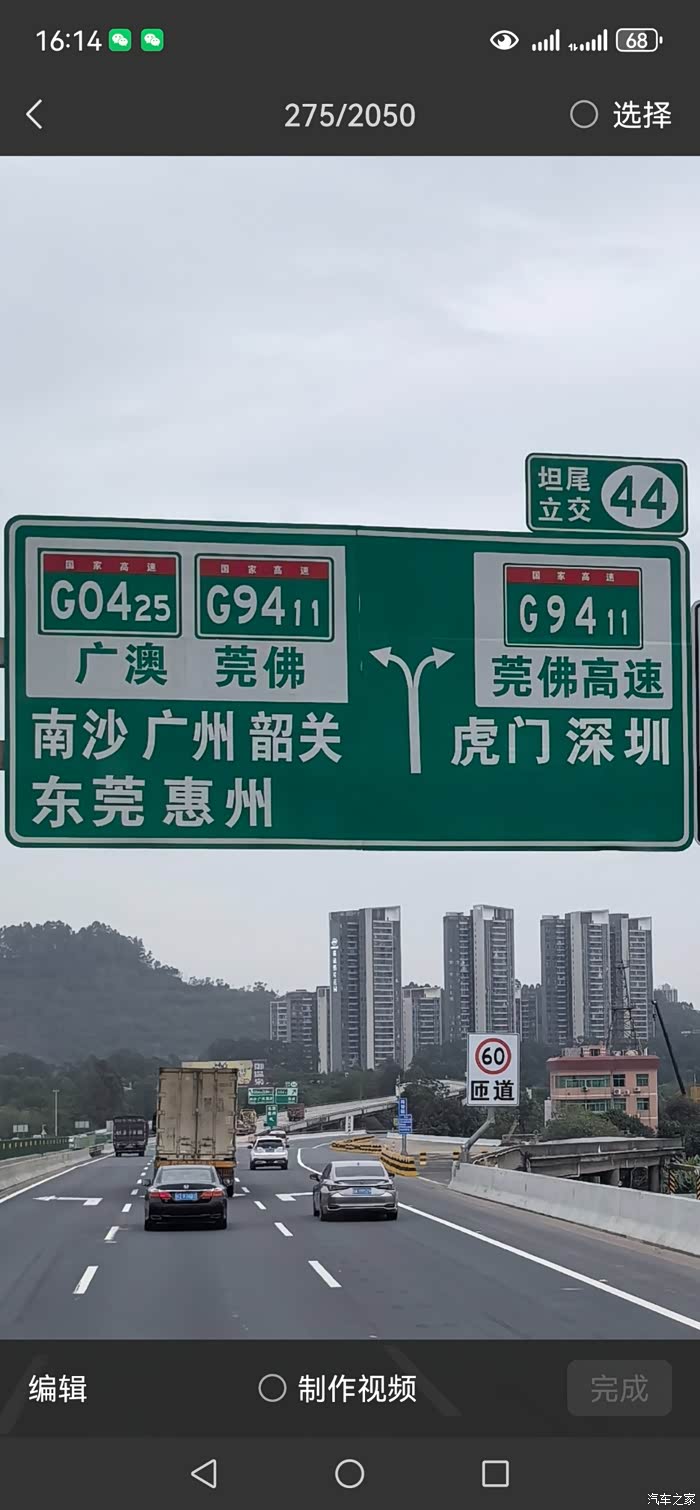 16:14
68
275/2050
选择
坦尾
立交
44
国家高速
G0425
广澳
国家高速
G9411
莞佛
国家高速
G9411
莞佛高速
南沙 广州 韶关
东莞 惠州
虎门 深圳
60
匝道
编辑
制作视频
完成
汽车之家